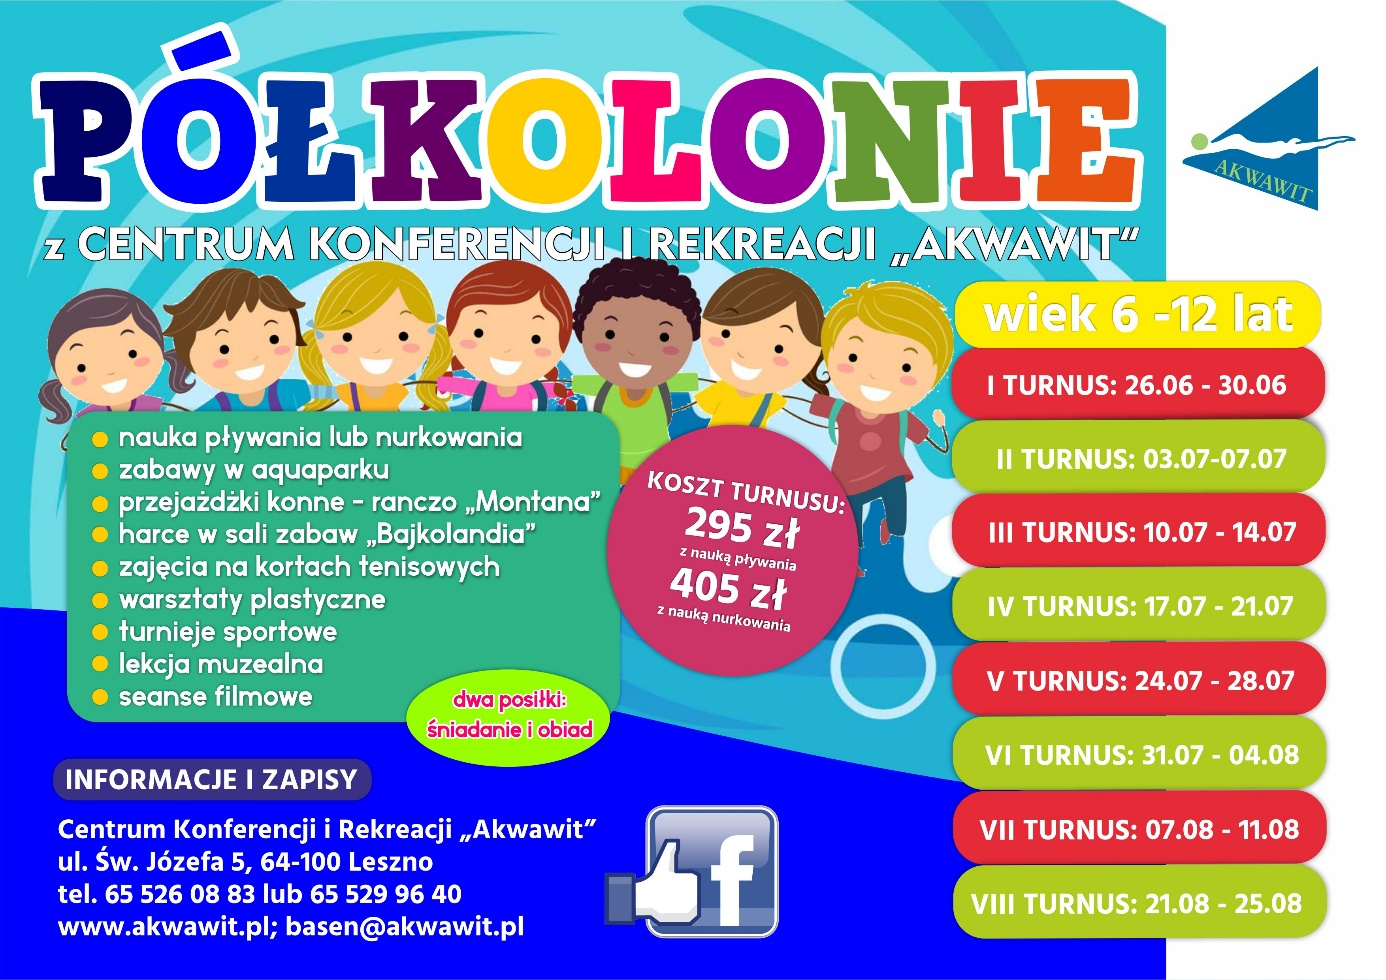 PÓŁKOLONIE
z CENTRUM KONFERENCJI I REKREACJI „AKWAWIT“
AKWAWIT
wiek 6 -12 lat
I TURNUS: 26.06 - 30.06
II TURNUS: 03.07-07.07
III TURNUS: 10.07 - 14.07
IV TURNUS: 17.07 - 21.07
V TURNUS: 24.07 - 28.07
VI TURNUS: 31.07 - 04.08
VII TURNUS: 07.08 - 11.08
VIII TURNUS: 21.08 - 25.08
nauka pływania lub nurkowania
zabawy w aquaparku
przejażdżki konne - ranczo „Montana”
harce w sali zabaw „Bajkolandia”
zajęcia na kortach tenisowych
warsztaty plastyczne
turnieje sportowe
lekcja muzealna
seanse filmowe
dwa posiłki:
śniadanie i obiad
KOSZT TURNUSU:
295 zł
z nauką pływania
405 zł
z nauką nurkowania
INFORMACJE I ZAPISY
Centrum Konferencji i Rekreacji „Akwawit”
ul. Św. Józefa 5, 64-100 Leszno
tel. 65 526 08 83 lub 65 529 96 40
www.akwawit.pl; basen@akwawit.pl
f